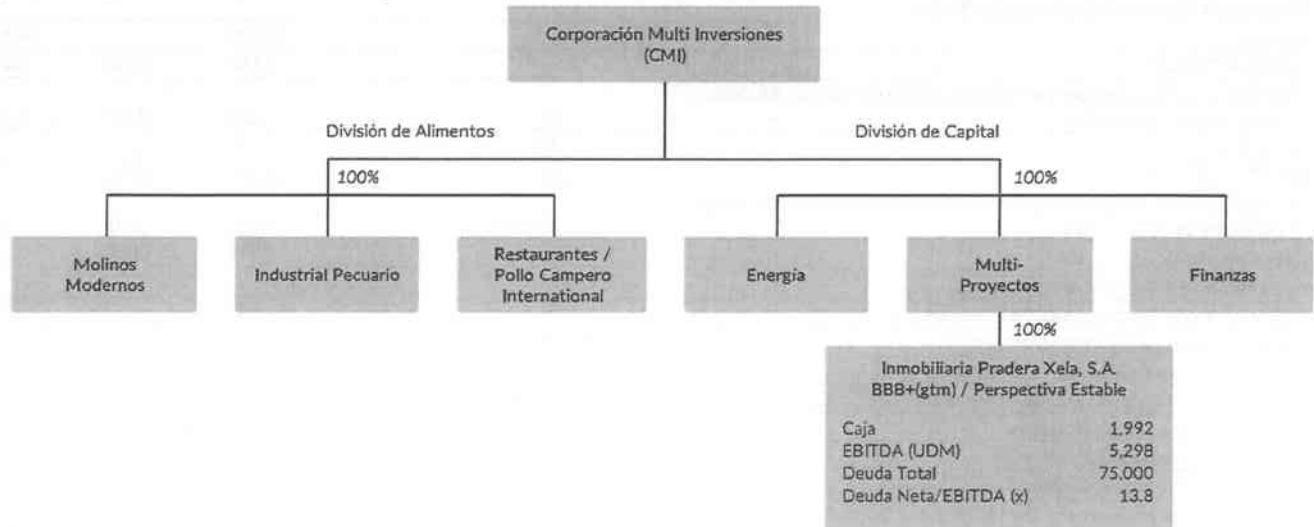 Corporación Multi Inversiones
(CMI)
División de Alimentos
División de Capital
100%
100%
Molinos
Modernos
Industrial Pecuario
Restaurantes /
Pollo Campero
International
Energía
Multi-
Proyectos
Finanzas
100%
Inmobiliaria Pradera Xela, S.A.
BBB+(gtm) / Perspectiva Estable
Caja 1,992
EBITDA (UDM) 5,298
Deuda Total 75,000
Deuda Neta/EBITDA (x) 13.8